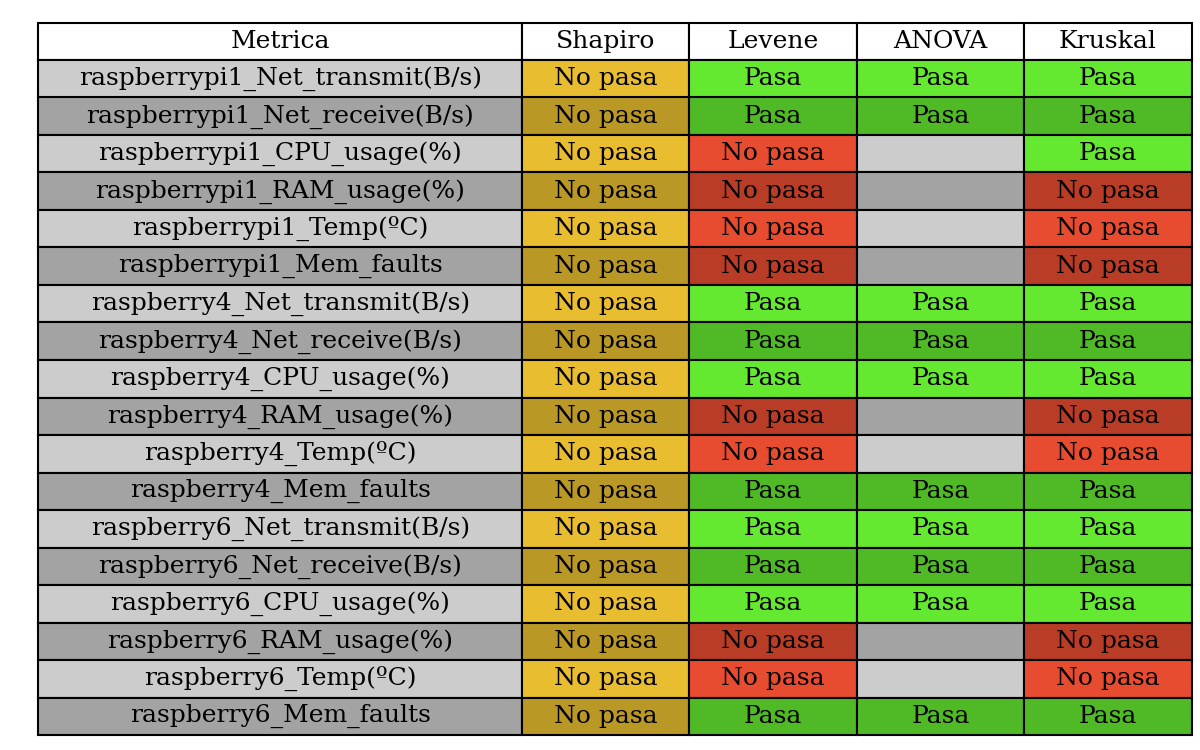 Metrica Shapiro Levene ANOVA Kruskal
raspberrypi1_Net_transmit(B/s) No pasa Pasa Pasa Pasa
raspberrypi1_Net_receive(B/s) No pasa Pasa Pasa Pasa
raspberrypi1_CPU_usage(%) No pasa No pasa Pasa
raspberrypi1_RAM_usage(%) No pasa No pasa No pasa
raspberrypi1_Temp(ºC) No pasa No pasa No pasa
raspberrypi1_Mem_faults No pasa No pasa No pasa
raspberry4_Net_transmit(B/s) No pasa Pasa Pasa Pasa
raspberry4_Net_receive(B/s) No pasa Pasa Pasa Pasa
raspberry4_CPU_usage(%) No pasa Pasa Pasa Pasa
raspberry4_RAM_usage(%) No pasa No pasa No pasa
raspberry4_Temp(ºC) No pasa No pasa No pasa
raspberry4_Mem_faults No pasa Pasa Pasa Pasa
raspberry6_Net_transmit(B/s) No pasa Pasa Pasa Pasa
raspberry6_Net_receive(B/s) No pasa Pasa Pasa Pasa
raspberry6_CPU_usage(%) No pasa Pasa Pasa Pasa
raspberry6_RAM_usage(%) No pasa No pasa No pasa
raspberry6_Temp(ºC) No pasa No pasa No pasa
raspberry6_Mem_faults No pasa Pasa Pasa Pasa